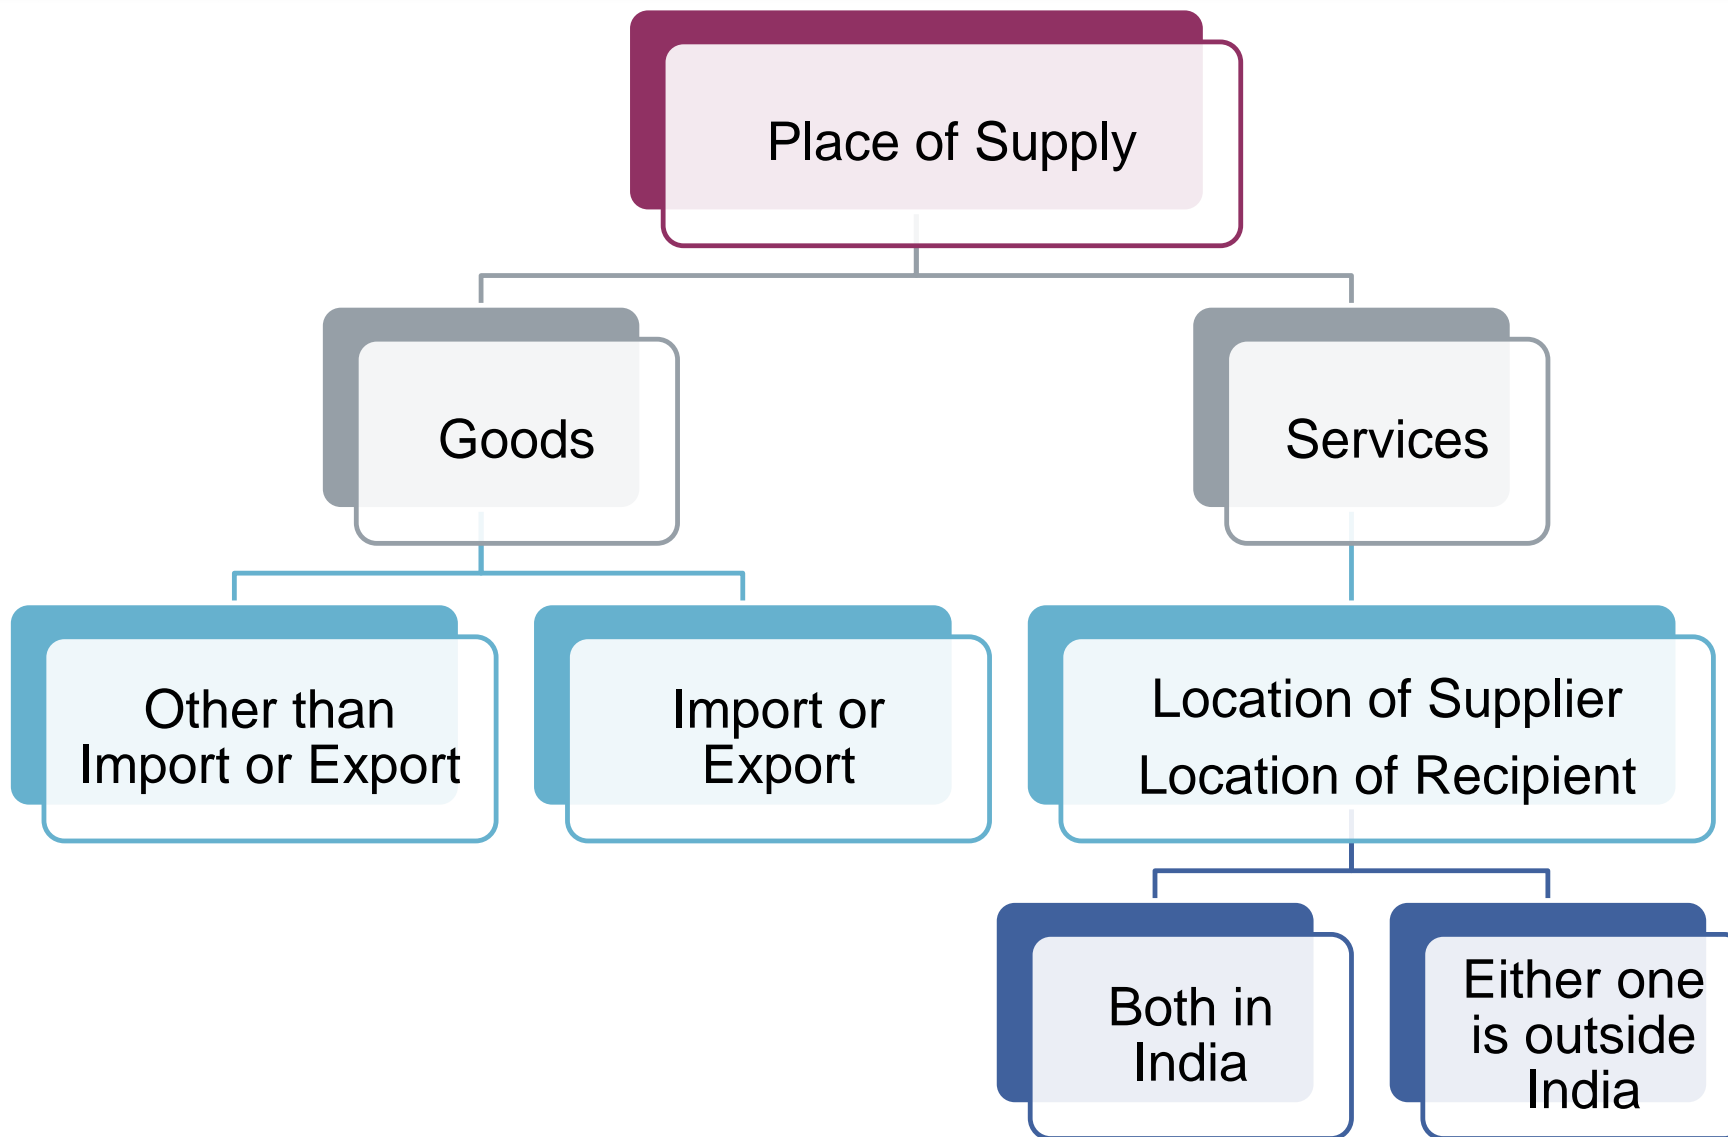 Place of Supply
Goods
Services
Other than
Import or Export
Import or
Export
Location of Supplier
Location of Recipient
Both in
India
Either one
is outside
India